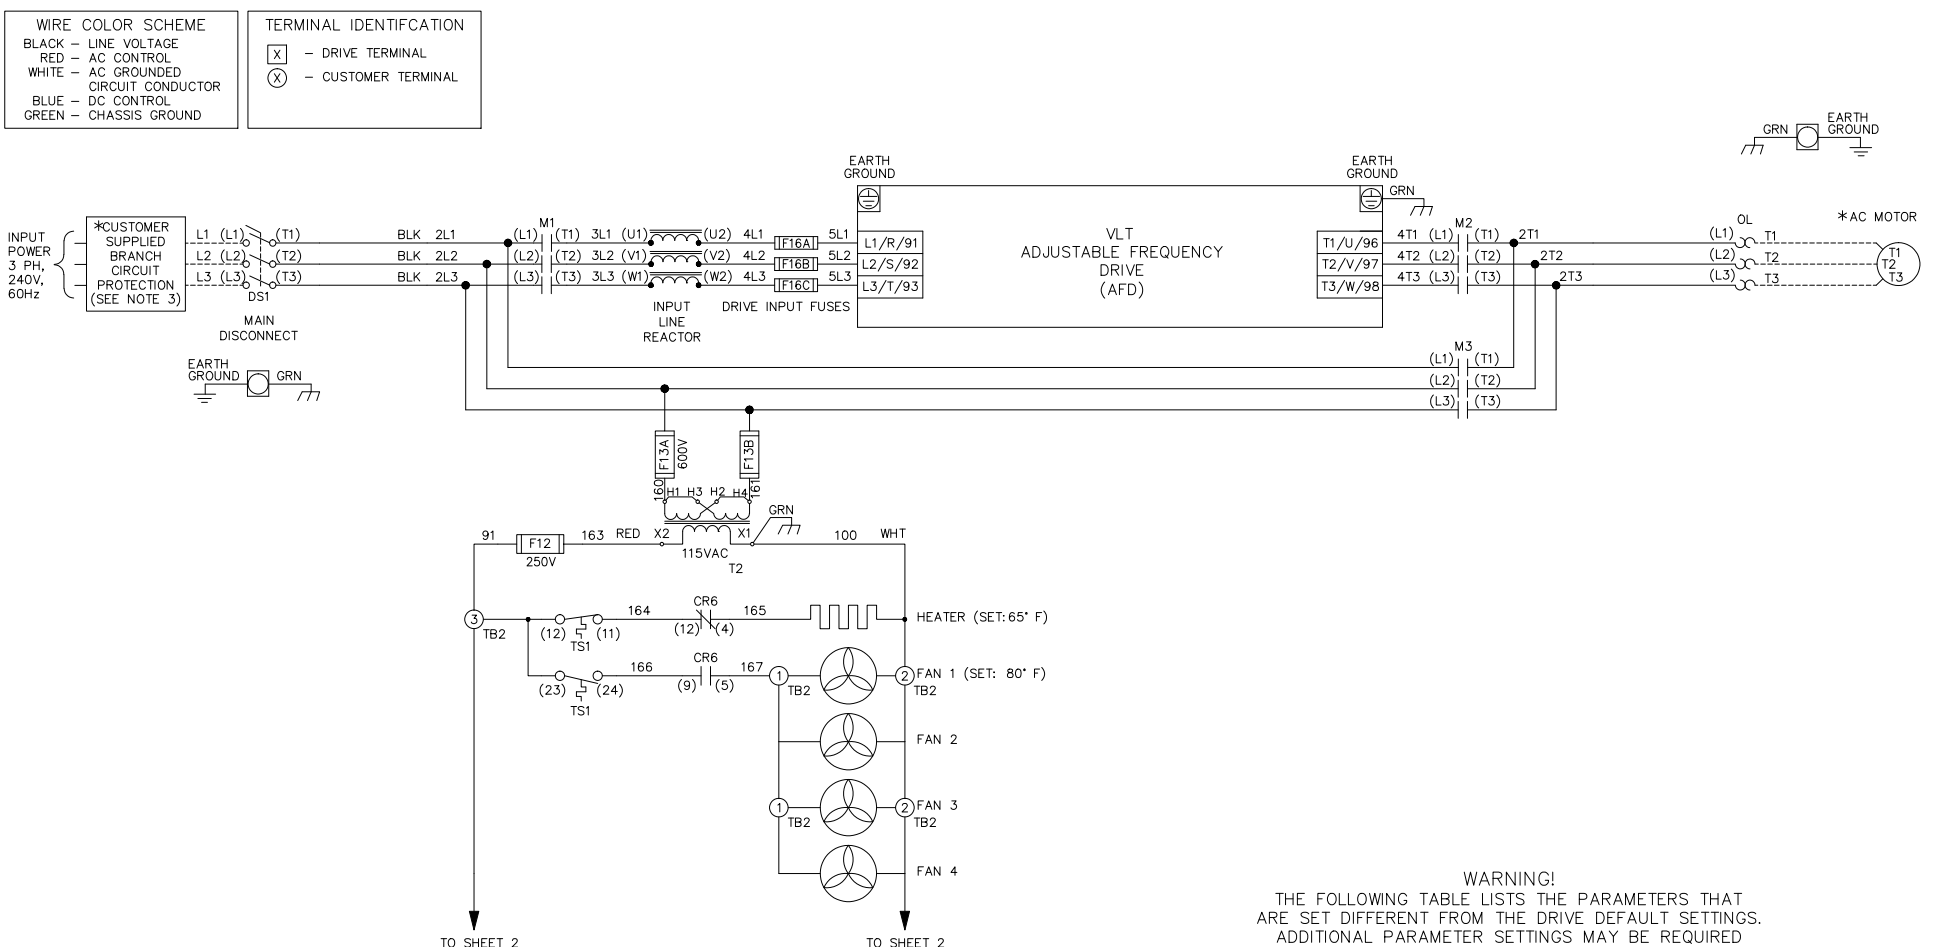 WIRE COLOR SCHEME
BLACK – LINE VOLTAGE
RED – AC CONTROL
WHITE – AC GROUNDED
CIRCUIT CONDUCTOR
BLUE – DC CONTROL
GREEN – CHASSIS GROUND
TERMINAL IDENTIFCATION
X – DRIVE TERMINAL
X – CUSTOMER TERMINAL
GRN EARTH
GROUND
EARTH
GROUND
EARTH
GROUND
GRN
INPUT
POWER
3 PH,
240V,
60Hz
*CUSTOMER
SUPPLIED
BRANCH
CIRCUIT
PROTECTION
(SEE NOTE 3)
L1 (L1) (T1) BLK 2L1 (L1) M1 (T1) 3L1 (U1) (U2) 4L1 F16A 5L1 L1/R/91
L2 (L2) (T2) BLK 2L2 (L2) (T2) 3L2 (V1) (V2) 4L2 F16B 5L2 L2/S/92
L3 (L3) (T3) BLK 2L3 (L3) (T3) 3L3 (W1) (W2) 4L3 F16C 5L3 L3/T/93
DS1
MAIN
DISCONNECT
INPUT
LINE
REACTOR
DRIVE INPUT FUSES
VLT
ADJUSTABLE FREQUENCY
DRIVE
(AFD)
T1/U/96 4T1 (L1) M2 (T1) 2T1 (L1) OL T1
T2/V/97 4T2 (L2) (T2) 2T2 (L2) T2
T3/W/98 4T3 (L3) (T3) 2T3 (L3) T3
*AC MOTOR
T1
T2
T3
EARTH
GROUND GRN
M3
(L1) (T1)
(L2) (T2)
(L3) (T3)
F13A
600V
F13B
160 H1 H3 H2 H4 161
GRN
91 F12 163 RED X2 X1 100 WHT
250V
115VAC
T2
3
TB2
(12) (11) 164 CR6 165 HEATER (SET:65° F)
TS1 (12) (4)
(23) (24) 166 CR6 167 1 2 FAN 1 (SET: 80° F)
TS1 (9) (5) TB2 TB2
FAN 2
1 2 FAN 3
TB2 TB2
FAN 4
TO SHEET 2
TO SHEET 2
WARNING!
THE FOLLOWING TABLE LISTS THE PARAMETERS THAT
ARE SET DIFFERENT FROM THE DRIVE DEFAULT SETTINGS.
ADDITIONAL PARAMETER SETTINGS MAY BE REQUIRED